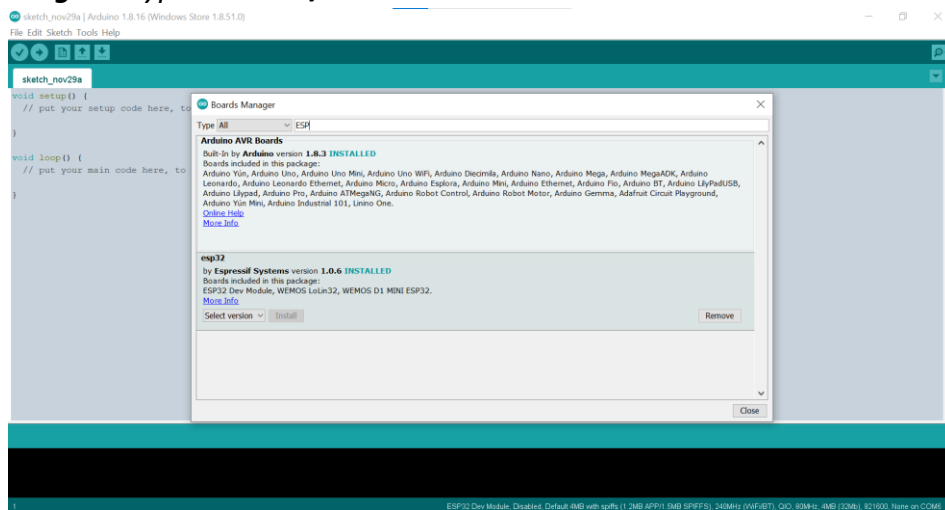 sketch_nov29a | Arduino 1.8.16 (Windows Store 1.8.51.0)
File Edit Sketch Tools Help
sketch_nov29a
void setup() {
// put your setup code here, to
}
void loop() {
// put your main code here, to
}
Boards Manager
Type All ESP
Arduino AVR Boards
Built-In by Arduino version 1.8.3 INSTALLED
Boards included in this package:
Arduino Yún, Arduino Uno, Arduino Uno Mini, Arduino Uno WiFi, Arduino Diecimila, Arduino Nano, Arduino Mega, Arduino MegaADK, Arduino
Leonardo, Arduino Leonardo Ethernet, Arduino Micro, Arduino Esplora, Arduino Mini, Arduino Ethernet, Arduino Fio, Arduino BT, Arduino LilyPadUSB,
Arduino Lilypad, Arduino Pro, Arduino ATMegaNG, Arduino Robot Control, Arduino Robot Motor, Arduino Gemma, Adafruit Circuit Playground,
Arduino Yún Mini, Arduino Industrial 101, Linino One.
Online Help
More Info
esp32
by Espressif Systems version 1.0.6 INSTALLED
Boards included in this package:
ESP32 Dev Module, WEMOS LoLin32, WEMOS D1 MINI ESP32.
More Info
Select version Install Remove
Close
1 ESP32 Dev Module, Disabled, Default 4MB with spiffs (1.2MB APP/1.5MB SPIFFS), 240MHz (WiFi/BT), QIO, 80MHz, 4MB (32Mb), 921600, None on COM6